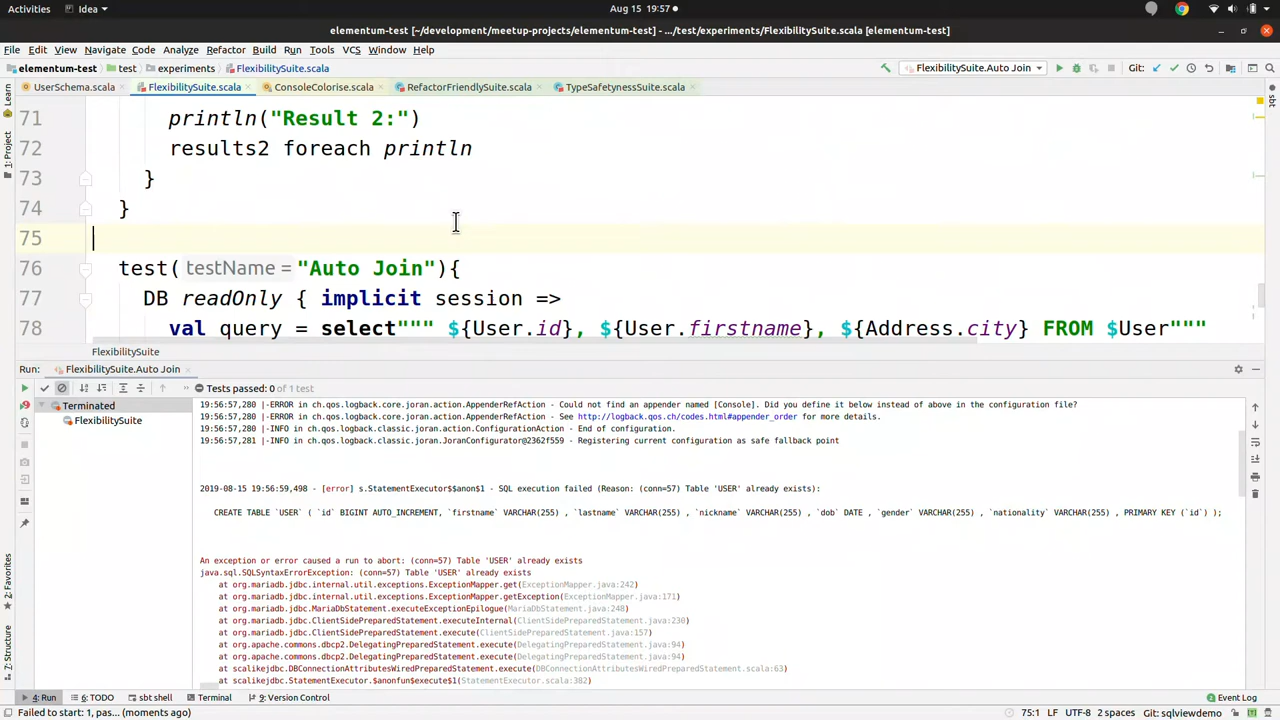 Activities
Idea
Aug 15 19:57
elementum-test [~/development/meetup-projects/elementum-test] - .../test/experiments/FlexibilitySuite.scala [elementum-test]
File Edit View Navigate Code Analyze Refactor Build Run Tools VCS Window Help
elementum-test test experiments FlexibilitySuite.scala FlexibilitySuite.Auto Join Git:
UserSchema.scala FlexibilitySuite.scala ConsoleColorise.scala RefactorFriendlySuite.scala TypeSafetynessSuite.scala
Learn
1: Project
sbt
71 println("Result 2:")
72 results2 foreach println
73 }
74 }
75
76 test( testName = "Auto Join"){
77 DB readOnly { implicit session =>
78 val query = select""" ${User.id}, ${User.firstname}, ${Address.city} FROM $User"""
FlexibilitySuite
Run: FlexibilitySuite.Auto Join
Tests passed: 0 of 1 test
Terminated
FlexibilitySuite
19:56:57,280 |-ERROR in ch.qos.logback.core.joran.action.AppenderRefAction - Could not find an appender named [Console]. Did you define it below instead of above in the configuration file?
19:56:57,280 |-ERROR in ch.qos.logback.core.joran.action.AppenderRefAction - See http://logback.qos.ch/codes.html#appender_order for more details.
19:56:57,280 |-INFO in ch.qos.logback.classic.joran.action.ConfigurationAction - End of configuration.
19:56:57,281 |-INFO in ch.qos.logback.classic.joran.JoranConfigurator@2362f559 - Registering current configuration as safe fallback point
2019-08-15 19:56:59,498 - [error] s.StatementExecutor$$anon$1 - SQL execution failed (Reason: (conn=57) Table 'USER' already exists):
CREATE TABLE `USER` ( `id` BIGINT AUTO_INCREMENT, `firstname` VARCHAR(255) , `lastname` VARCHAR(255) , `nickname` VARCHAR(255) , `dob` DATE , `gender` VARCHAR(255) , `nationality` VARCHAR(255) , PRIMARY KEY (`id`) );
An exception or error caused a run to abort: (conn=57) Table 'USER' already exists
java.sql.SQLSyntaxErrorException: (conn=57) Table 'USER' already exists
at org.mariadb.jdbc.internal.util.exceptions.ExceptionMapper.get(ExceptionMapper.java:242)
at org.mariadb.jdbc.internal.util.exceptions.ExceptionMapper.getException(ExceptionMapper.java:171)
at org.mariadb.jdbc.MariaDbStatement.executeExceptionEpilogue(MariaDbStatement.java:248)
at org.mariadb.jdbc.ClientSidePreparedStatement.executeInternal(ClientSidePreparedStatement.java:230)
at org.mariadb.jdbc.ClientSidePreparedStatement.execute(ClientSidePreparedStatement.java:157)
at org.apache.commons.dbcp2.DelegatingPreparedStatement.execute(DelegatingPreparedStatement.java:94)
at org.apache.commons.dbcp2.DelegatingPreparedStatement.execute(DelegatingPreparedStatement.java:94)
at scalikejdbc.DBConnectionAttributesWiredPreparedStatement.execute(DBConnectionAttributesWiredPreparedStatement.scala:63)
at scalikejdbc.StatementExecutor.$anonfun$execute$1(StatementExecutor.scala:382)
2: Favorites
7: Structure
4: Run 6: TODO sbt shell Terminal 9: Version Control Event Log
Failed to start: 1, pas... (moments ago) 75:1 LF UTF-8 2 spaces Git: sqlviewdemo